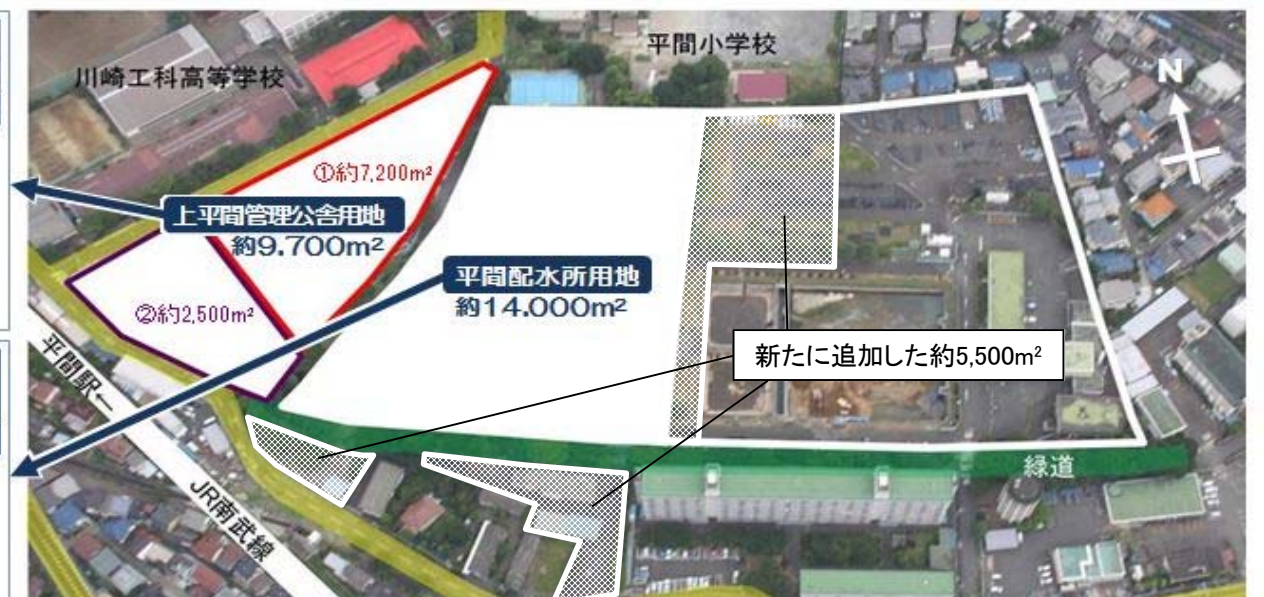 川崎工科高等学校
平間小学校
N
①約7,200m²
上平間管理公舎用地
約9.700m²
平間配水所用地
約14.000m²
②約2,500m²
新たに追加した約5,500m²
平間駅←
緑道
JR南武線